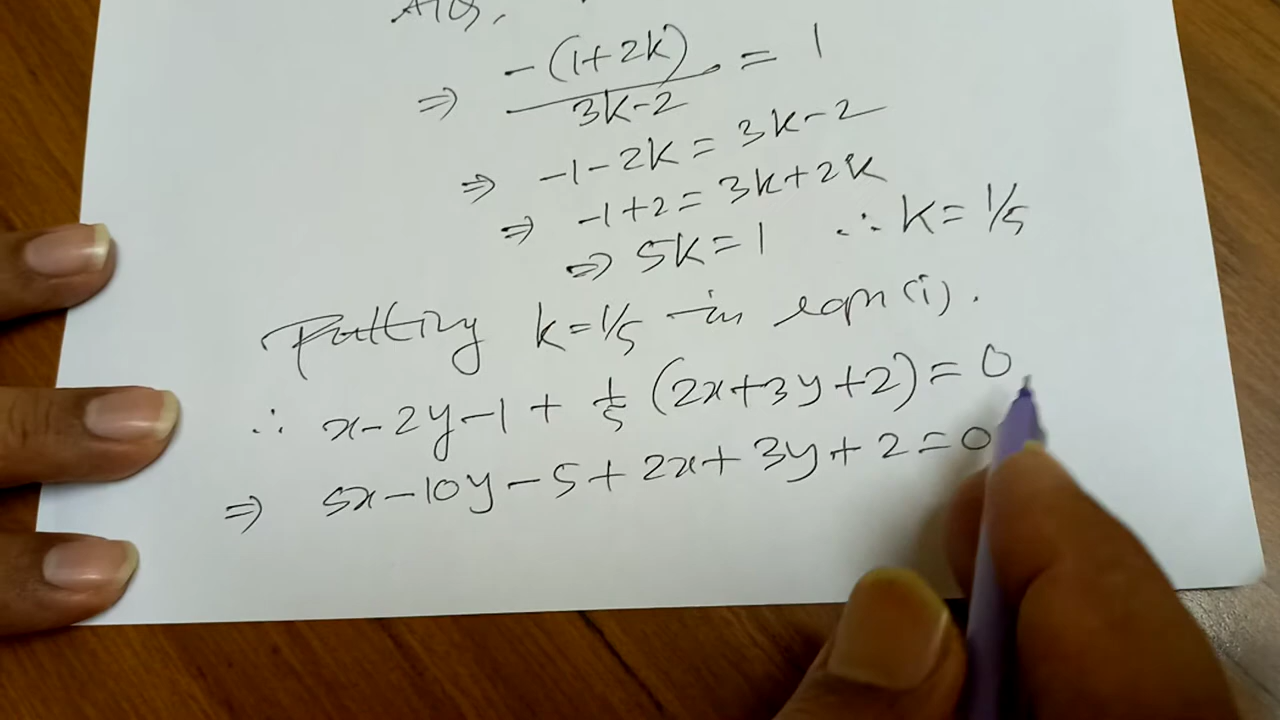 ⇒ -(1+2k)/3k-2 = 1
⇒ -1-2k = 3k-2
⇒ -1+2 = 3k+2k
⇒ 5k = 1 ∴ k = 1/5
Putting k = 1/5 in eqn (i).
∴ x-2y-1 + 1/5 (2x+3y+2) = 0
⇒ 5x-10y-5+2x+3y+2=0